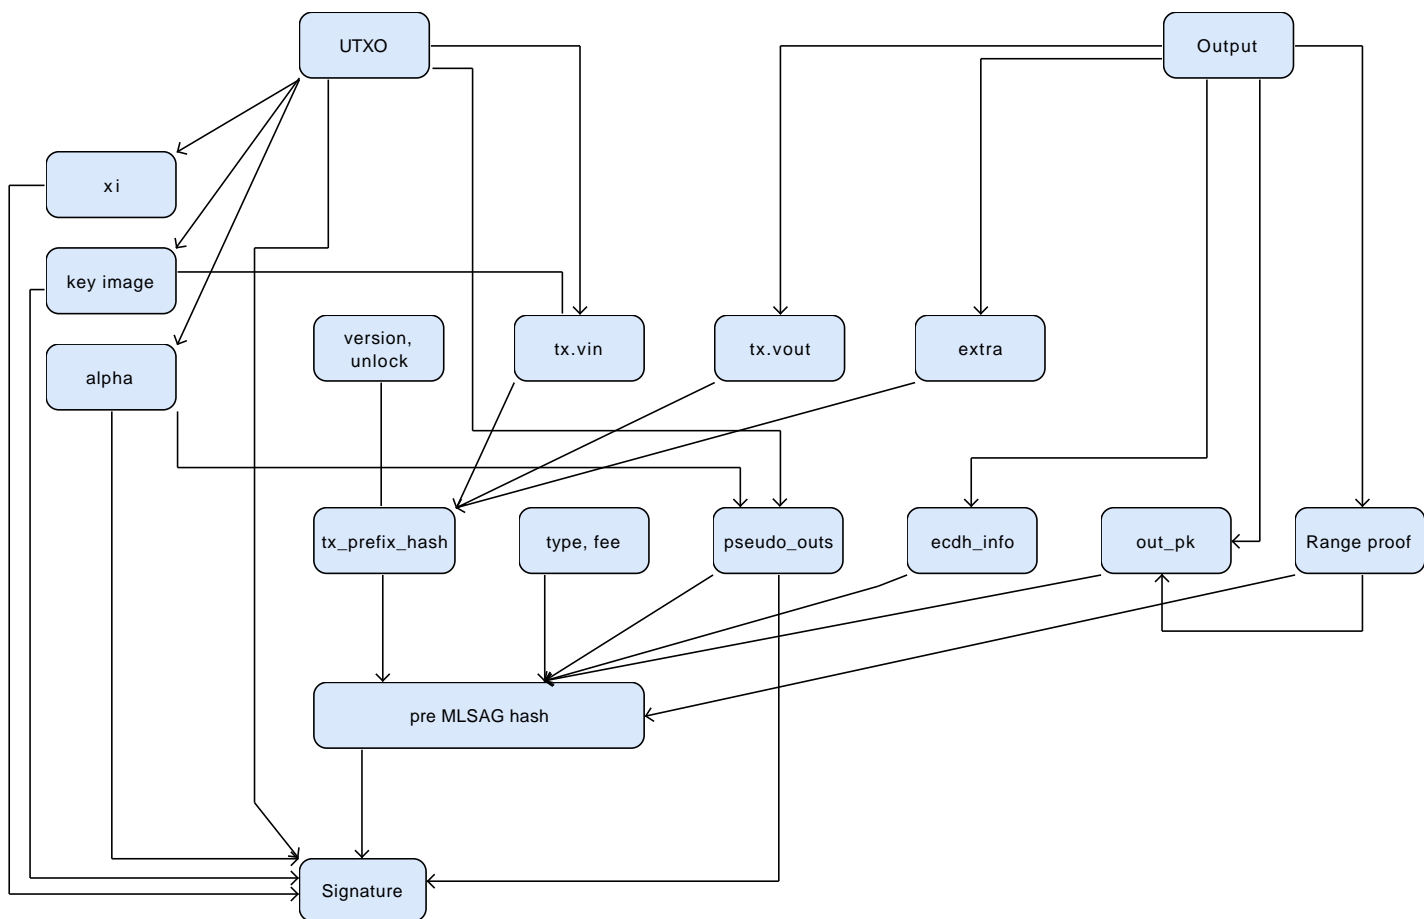 UTXO
Output
xi
key image
version,
unlock
tx.vin
tx.vout
extra
alpha
tx_prefix_hash
type, fee
pseudo_outs
ecdh_info
out_pk
Range proof
pre MLSAG hash
Signature